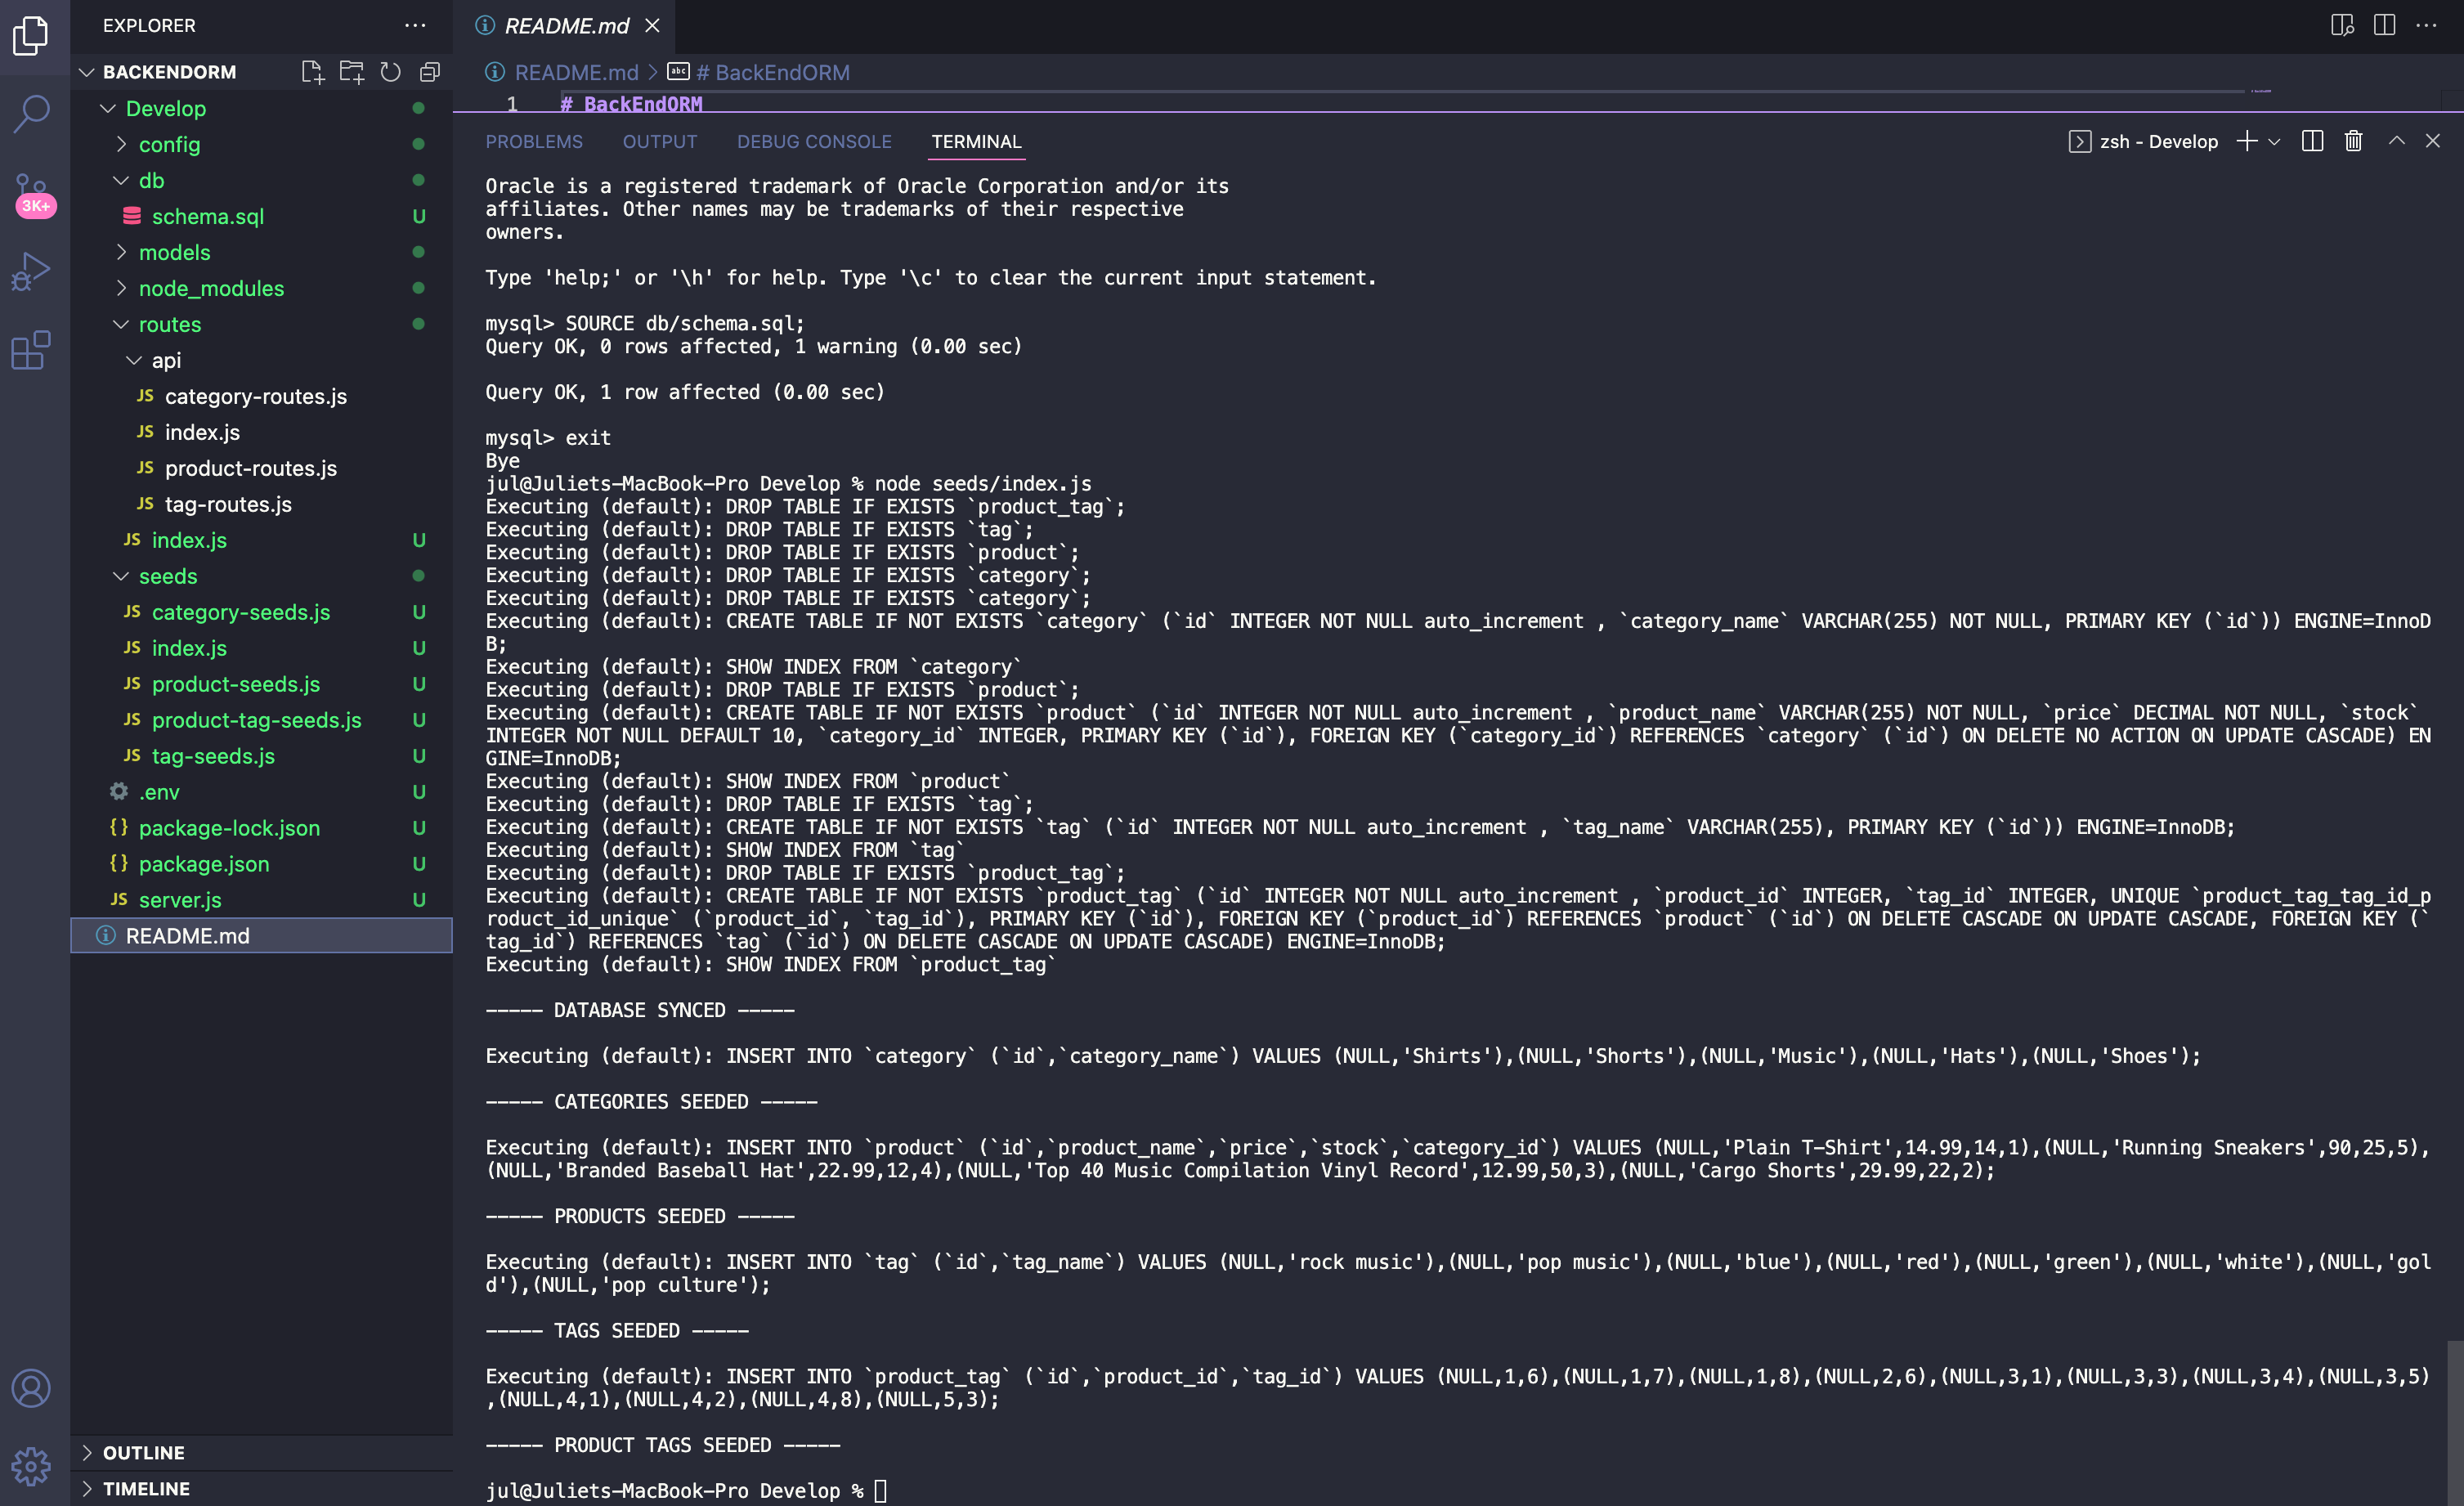 EXPLORER
BACKENDORM
Develop
config
db
schema.sql U
models
node_modules
routes
api
JS category-routes.js
JS index.js
JS product-routes.js
JS tag-routes.js
JS index.js U
seeds
JS category-seeds.js U
JS index.js U
JS product-seeds.js U
JS product-tag-seeds.js U
JS tag-seeds.js U
.env U
{} package-lock.json U
{} package.json U
JS server.js U
README.md
OUTLINE
TIMELINE
3K+
README.md
README.md > abc # BackEndORM
1 # BackEndORM
PROBLEMS OUTPUT DEBUG CONSOLE TERMINAL zsh - Develop
Oracle is a registered trademark of Oracle Corporation and/or its
affiliates. Other names may be trademarks of their respective
owners.
Type 'help;' or '\h' for help. Type '\c' to clear the current input statement.
mysql> SOURCE db/schema.sql;
Query OK, 0 rows affected, 1 warning (0.00 sec)
Query OK, 1 row affected (0.00 sec)
mysql> exit
Bye
jul@Juliets-MacBook-Pro Develop % node seeds/index.js
Executing (default): DROP TABLE IF EXISTS `product_tag`;
Executing (default): DROP TABLE IF EXISTS `tag`;
Executing (default): DROP TABLE IF EXISTS `product`;
Executing (default): DROP TABLE IF EXISTS `category`;
Executing (default): DROP TABLE IF EXISTS `category`;
Executing (default): CREATE TABLE IF NOT EXISTS `category` (`id` INTEGER NOT NULL auto_increment , `category_name` VARCHAR(255) NOT NULL, PRIMARY KEY (`id`)) ENGINE=InnoD
B;
Executing (default): SHOW INDEX FROM `category`
Executing (default): DROP TABLE IF EXISTS `product`;
Executing (default): CREATE TABLE IF NOT EXISTS `product` (`id` INTEGER NOT NULL auto_increment , `product_name` VARCHAR(255) NOT NULL, `price` DECIMAL NOT NULL, `stock`
INTEGER NOT NULL DEFAULT 10, `category_id` INTEGER, PRIMARY KEY (`id`), FOREIGN KEY (`category_id`) REFERENCES `category` (`id`) ON DELETE NO ACTION ON UPDATE CASCADE) EN
GINE=InnoDB;
Executing (default): SHOW INDEX FROM `product`
Executing (default): DROP TABLE IF EXISTS `tag`;
Executing (default): CREATE TABLE IF NOT EXISTS `tag` (`id` INTEGER NOT NULL auto_increment , `tag_name` VARCHAR(255), PRIMARY KEY (`id`)) ENGINE=InnoDB;
Executing (default): SHOW INDEX FROM `tag`
Executing (default): DROP TABLE IF EXISTS `product_tag`;
Executing (default): CREATE TABLE IF NOT EXISTS `product_tag` (`id` INTEGER NOT NULL auto_increment , `product_id` INTEGER, `tag_id` INTEGER, UNIQUE `product_tag_tag_id_p
roduct_id_unique` (`product_id`, `tag_id`), PRIMARY KEY (`id`), FOREIGN KEY (`product_id`) REFERENCES `product` (`id`) ON DELETE CASCADE ON UPDATE CASCADE, FOREIGN KEY (`
tag_id`) REFERENCES `tag` (`id`) ON DELETE CASCADE ON UPDATE CASCADE) ENGINE=InnoDB;
Executing (default): SHOW INDEX FROM `product_tag`
----- DATABASE SYNCED -----
Executing (default): INSERT INTO `category` (`id`,`category_name`) VALUES (NULL,'Shirts'),(NULL,'Shorts'),(NULL,'Music'),(NULL,'Hats'),(NULL,'Shoes');
----- CATEGORIES SEEDED -----
Executing (default): INSERT INTO `product` (`id`,`product_name`,`price`,`stock`,`category_id`) VALUES (NULL,'Plain T-Shirt',14.99,14,1),(NULL,'Running Sneakers',90,25,5),
(NULL,'Branded Baseball Hat',22.99,12,4),(NULL,'Top 40 Music Compilation Vinyl Record',12.99,50,3),(NULL,'Cargo Shorts',29.99,22,2);
----- PRODUCTS SEEDED -----
Executing (default): INSERT INTO `tag` (`id`,`tag_name`) VALUES (NULL,'rock music'),(NULL,'pop music'),(NULL,'blue'),(NULL,'red'),(NULL,'green'),(NULL,'white'),(NULL,'gol
d'),(NULL,'pop culture');
----- TAGS SEEDED -----
Executing (default): INSERT INTO `product_tag` (`id`,`product_id`,`tag_id`) VALUES (NULL,1,6),(NULL,1,7),(NULL,1,8),(NULL,2,6),(NULL,3,1),(NULL,3,3),(NULL,3,4),(NULL,3,5)
,(NULL,4,1),(NULL,4,2),(NULL,4,8),(NULL,5,3);
----- PRODUCT TAGS SEEDED -----
jul@Juliets-MacBook-Pro Develop %